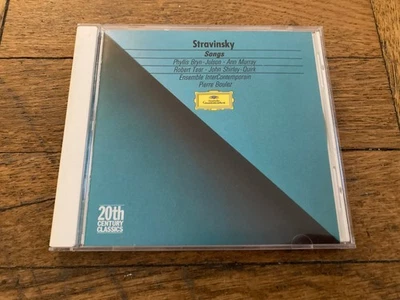 Stravinsky
Songs
Phyllis Bryn-Julson · Ann Murray
Robert Tear · John Shirley-Quirk
Ensemble InterContemporain
Pierre Boulez
20th
CENTURY
CLASSICS